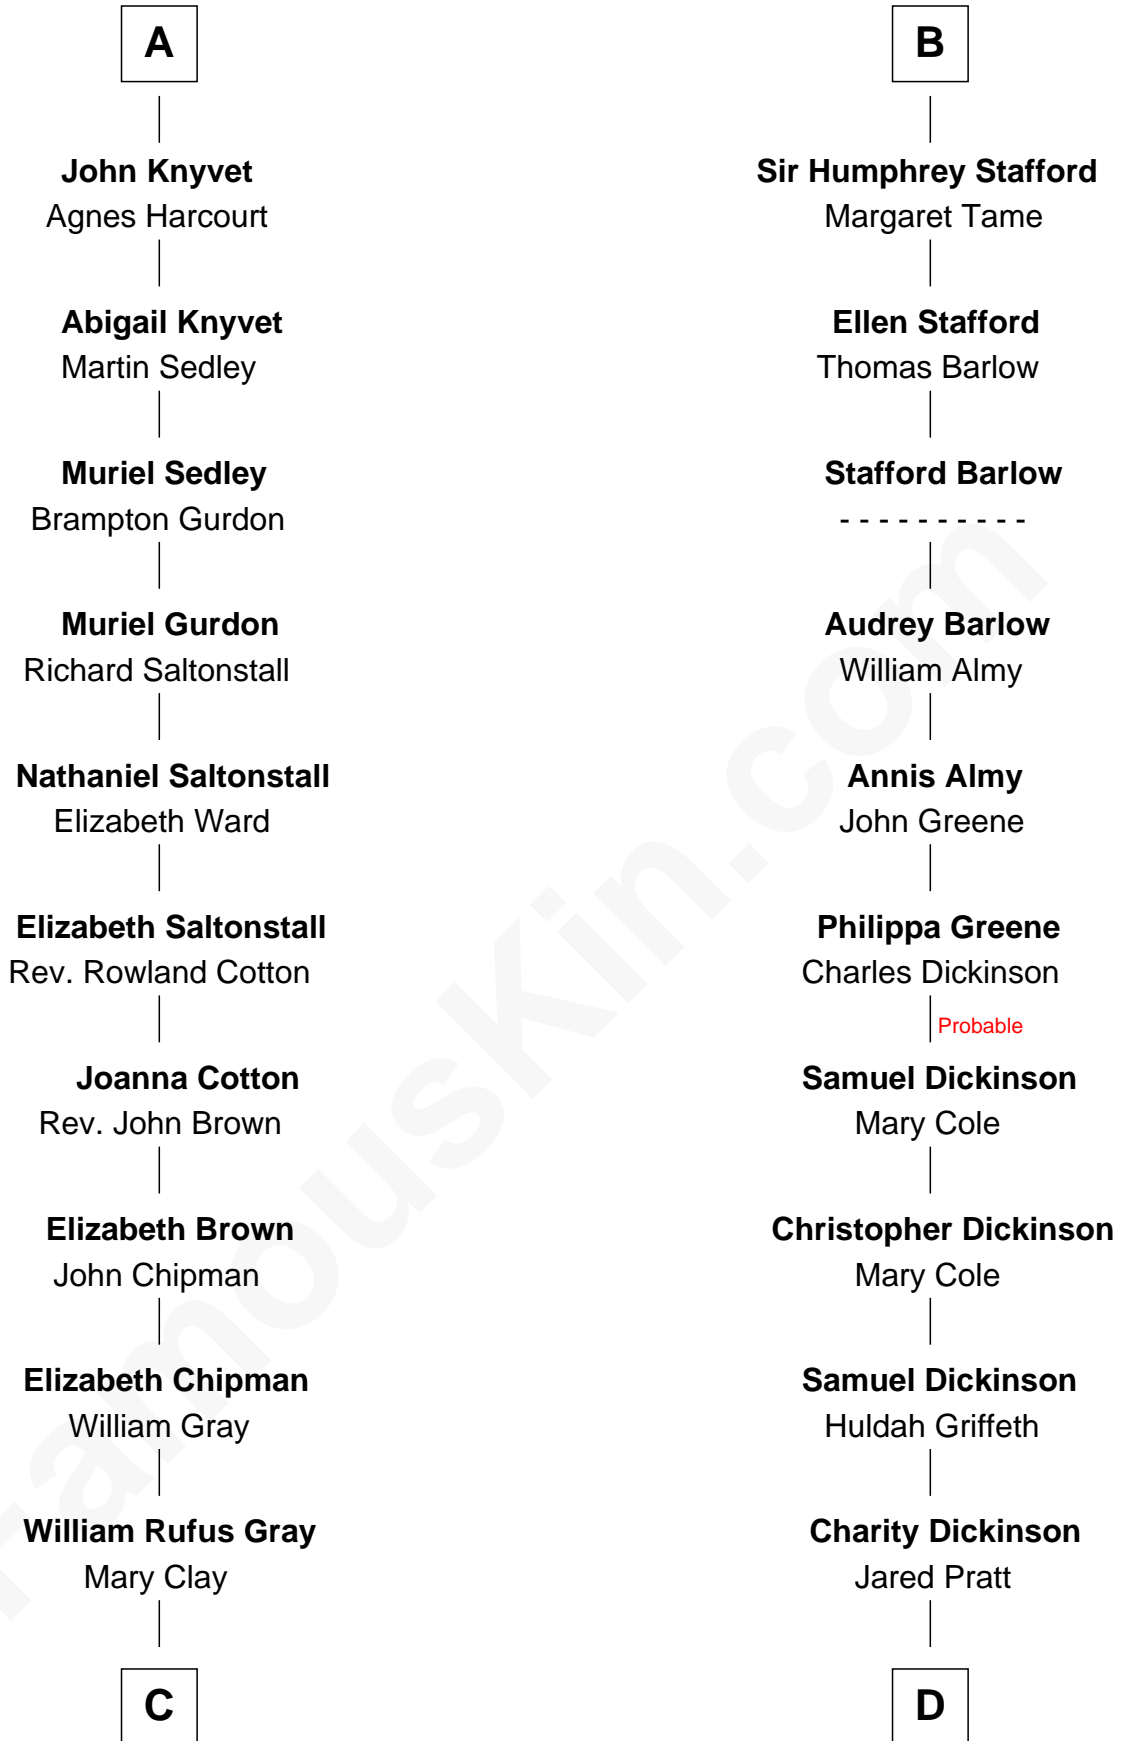 A
John Knyvet
Agnes Harcourt
Abigail Knyvet
Martin Sedley
Muriel Sedley
Brampton Gurdon
Muriel Gurdon
Richard Saltonstall
Nathaniel Saltonstall
Elizabeth Ward
Elizabeth Saltonstall
Rev. Rowland Cotton
Joanna Cotton
Rev. John Brown
Elizabeth Brown
John Chipman
Elizabeth Chipman
William Gray
William Rufus Gray
Mary Clay
C
B
Sir Humphrey Stafford
Margaret Tame
Ellen Stafford
Thomas Barlow
Stafford Barlow
- - - - - - - - - -
Audrey Barlow
William Almy
Annis Almy
John Greene
Philippa Greene
Charles Dickinson
Probable
Samuel Dickinson
Mary Cole
Christopher Dickinson
Mary Cole
Samuel Dickinson
Huldah Griffeth
Charity Dickinson
Jared Pratt
D
FamousKin.com